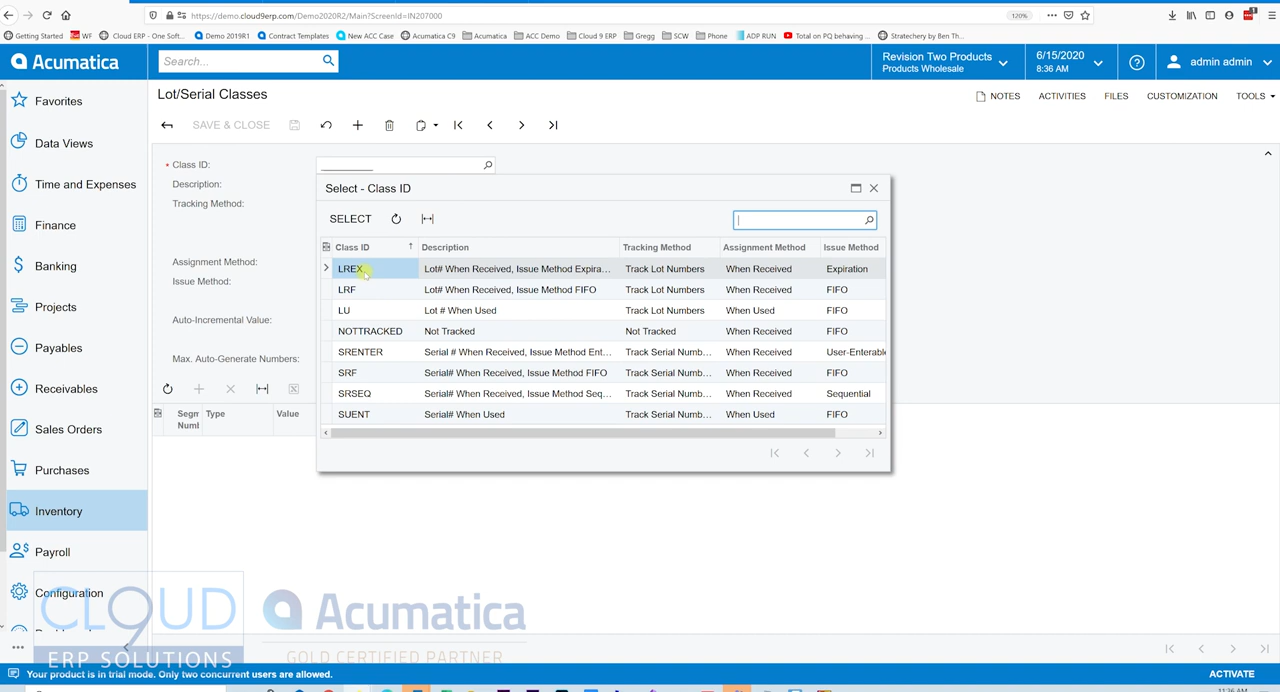 https://demo.cloud9erp.com/Demo2020R2/Main?ScreenId=IN207000
120%
Getting Started
WF
Cloud ERP - One Soft...
Demo 2019R1
Contract Templates
New ACC Case
Acumatica C9
Acumatica
ACC Demo
Cloud 9 ERP
Gregg
SCW
Phone
ADP RUN
Total on PQ behaving ...
Stratechery by Ben Th...
Acumatica
Search...
Revision Two Products
Products Wholesale
6/15/2020
8:36 AM
admin admin
Favorites
Data Views
Time and Expenses
Finance
Banking
Projects
Payables
Receivables
Sales Orders
Purchases
Inventory
Payroll
Configuration
Lot/Serial Classes
NOTES
ACTIVITIES
FILES
CUSTOMIZATION
TOOLS
SAVE & CLOSE
* Class ID:
Description:
Tracking Method:
Assignment Method:
Issue Method:
Auto-Incremental Value:
Max. Auto-Generate Numbers:
Segm Type Value
Numl
Select - Class ID
SELECT
Class ID Description Tracking Method Assignment Method Issue Method
LREX Lot# When Received, Issue Method Expira... Track Lot Numbers When Received Expiration
LRF Lot# When Received, Issue Method FIFO Track Lot Numbers When Received FIFO
LU Lot # When Used Track Lot Numbers When Used FIFO
NOTTRACKED Not Tracked Not Tracked When Received FIFO
SRENTER Serial # When Received, Issue Method Ent... Track Serial Numb... When Received User-Enterable
SRF Serial# When Received, Issue Method FIFO Track Serial Numb... When Received FIFO
SRSEQ Serial# When Received, Issue Method Seq... Track Serial Numb... When Received Sequential
SUENT Serial# When Used Track Serial Numb... When Used FIFO
CLOUD
ERP SOLUTIONS
Acumatica
GOLD CERTIFIED PARTNER
Your product is in trial mode. Only two concurrent users are allowed.
ACTIVATE
11:36 AM